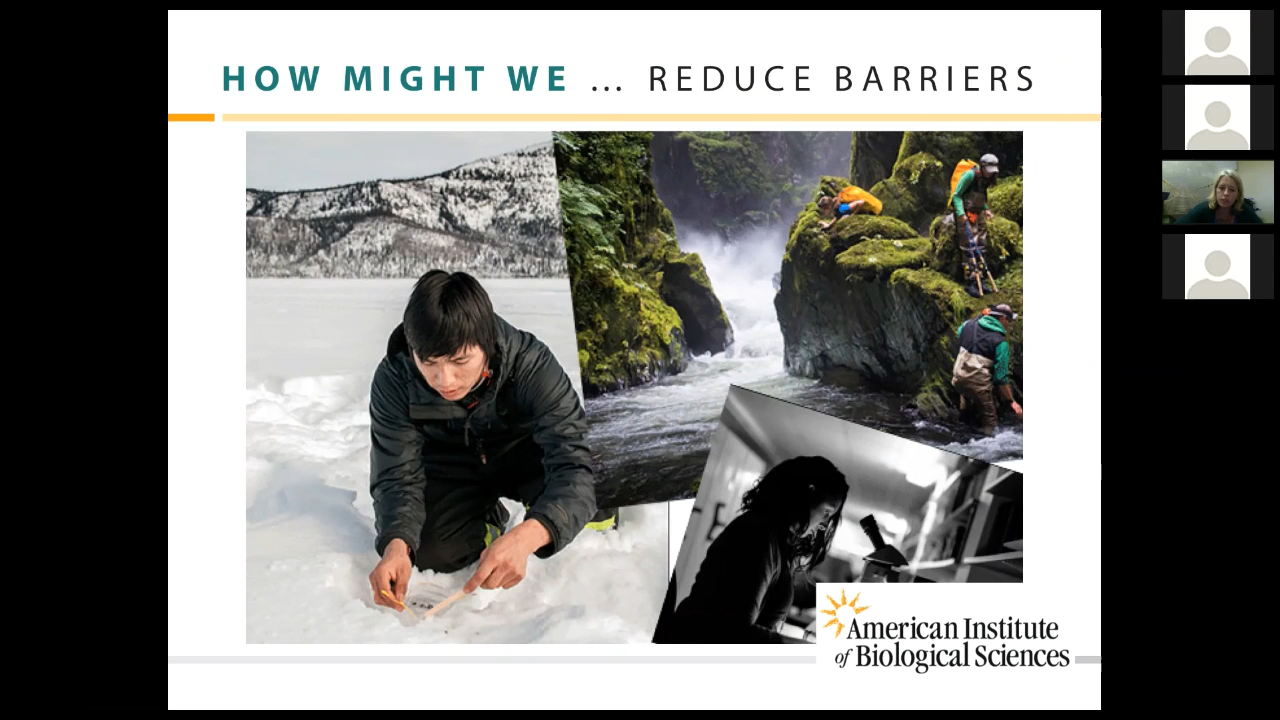 HOW MIGHT WE ... REDUCE BARRIERS
American Institute
of Biological Sciences